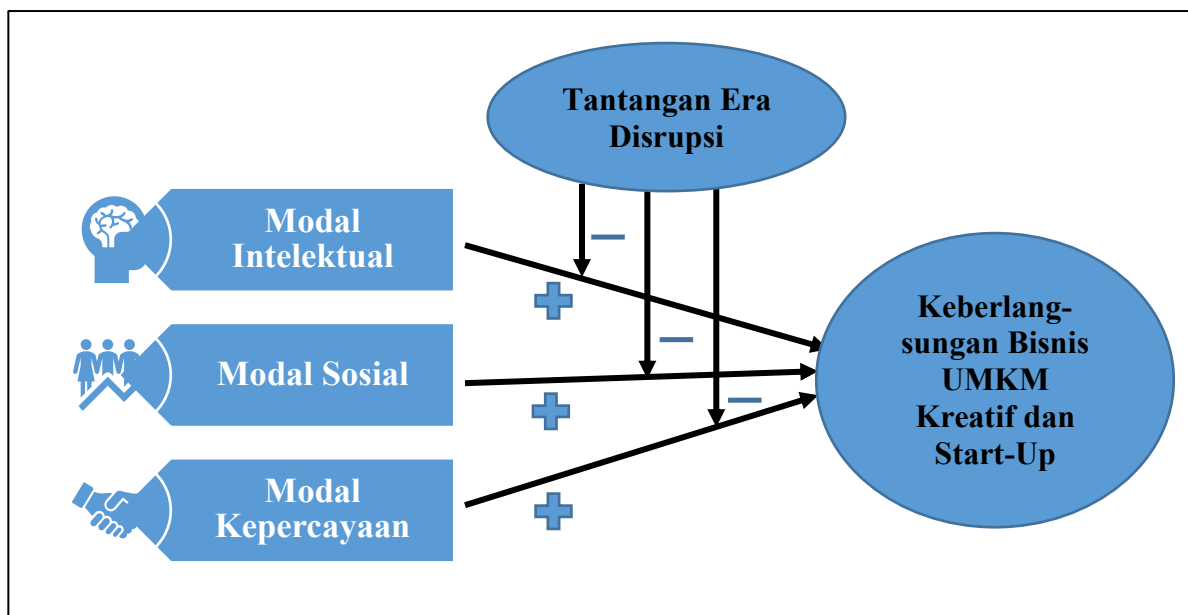 Tantangan Era
Disrupsi
Modal
Intelektual
Modal Sosial
Modal
Kepercayaan
Keberlang-
sungan Bisnis
UMKM
Kreatif dan
Start-Up